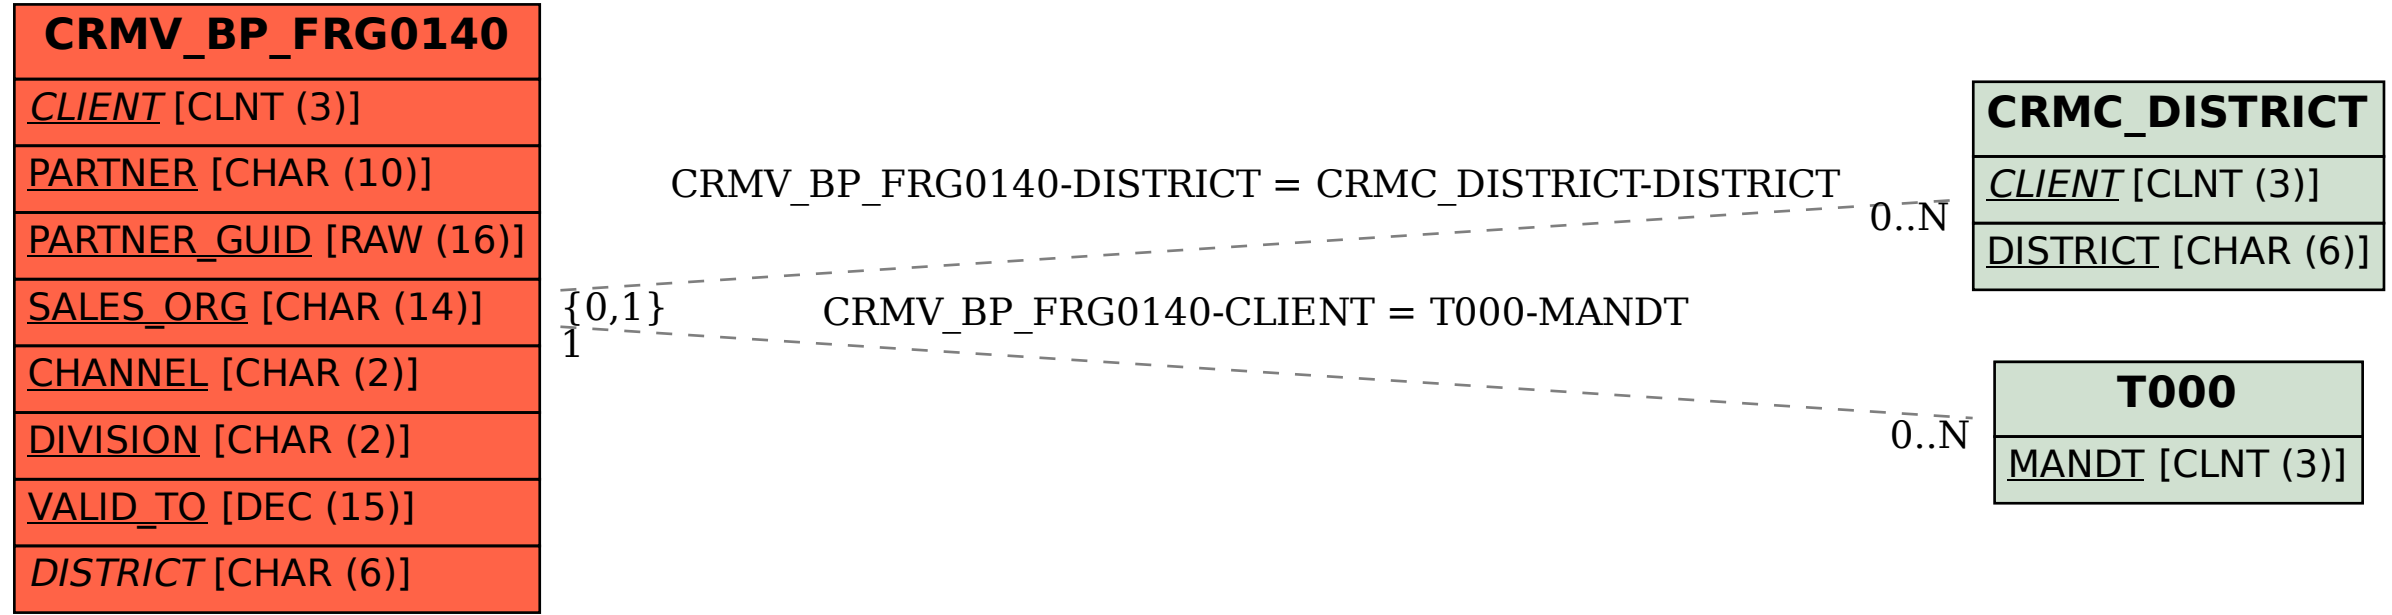 CRMV_BP_FRG0140
CLIENT [CLNT (3)]
PARTNER [CHAR (10)]
PARTNER_GUID [RAW (16)]
SALES_ORG [CHAR (14)]
CHANNEL [CHAR (2)]
DIVISION [CHAR (2)]
VALID_TO [DEC (15)]
DISTRICT [CHAR (6)]
CRMV_BP_FRG0140-DISTRICT = CRMC_DISTRICT-DISTRICT
0..N
{0,1}
CRMV_BP_FRG0140-CLIENT = T000-MANDT
1
0..N
CRMC_DISTRICT
CLIENT [CLNT (3)]
DISTRICT [CHAR (6)]
T000
MANDT [CLNT (3)]